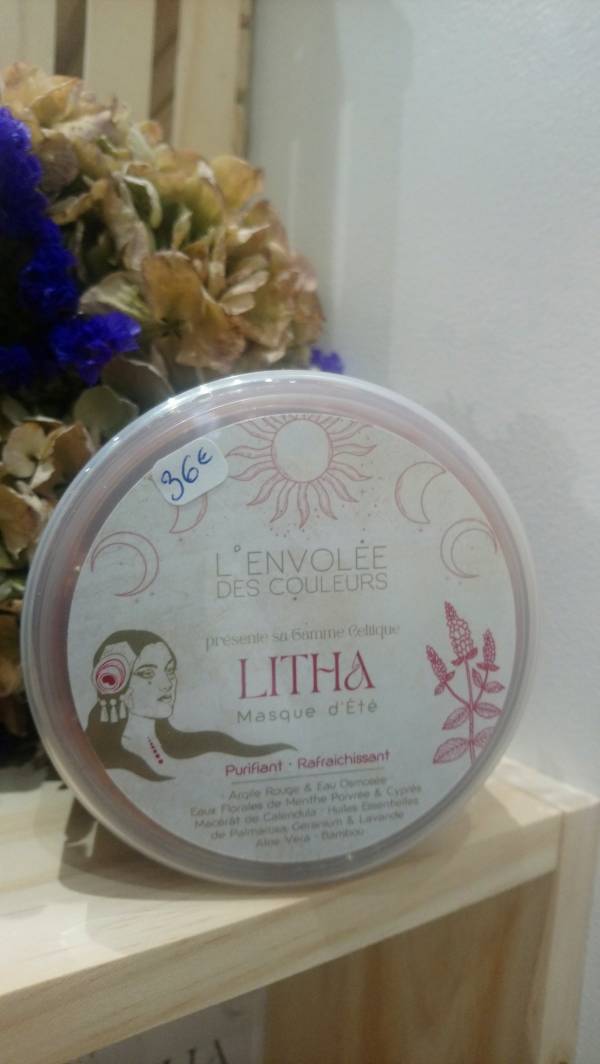 36€
L'ENVOLÉE
DES COULEURS
présente sa Gamme Celtique
LITHA
Masque d'Été
Purifiant · Rafraichissant
Argile Rouge & Eau Osmosée
Eaux Florales de Menthe Poivrée & Cyprès
Macérât de Calendula · Huiles Essentielles
de Palmarosa, Géranium & Lavande
Aloe Vera · Bambou